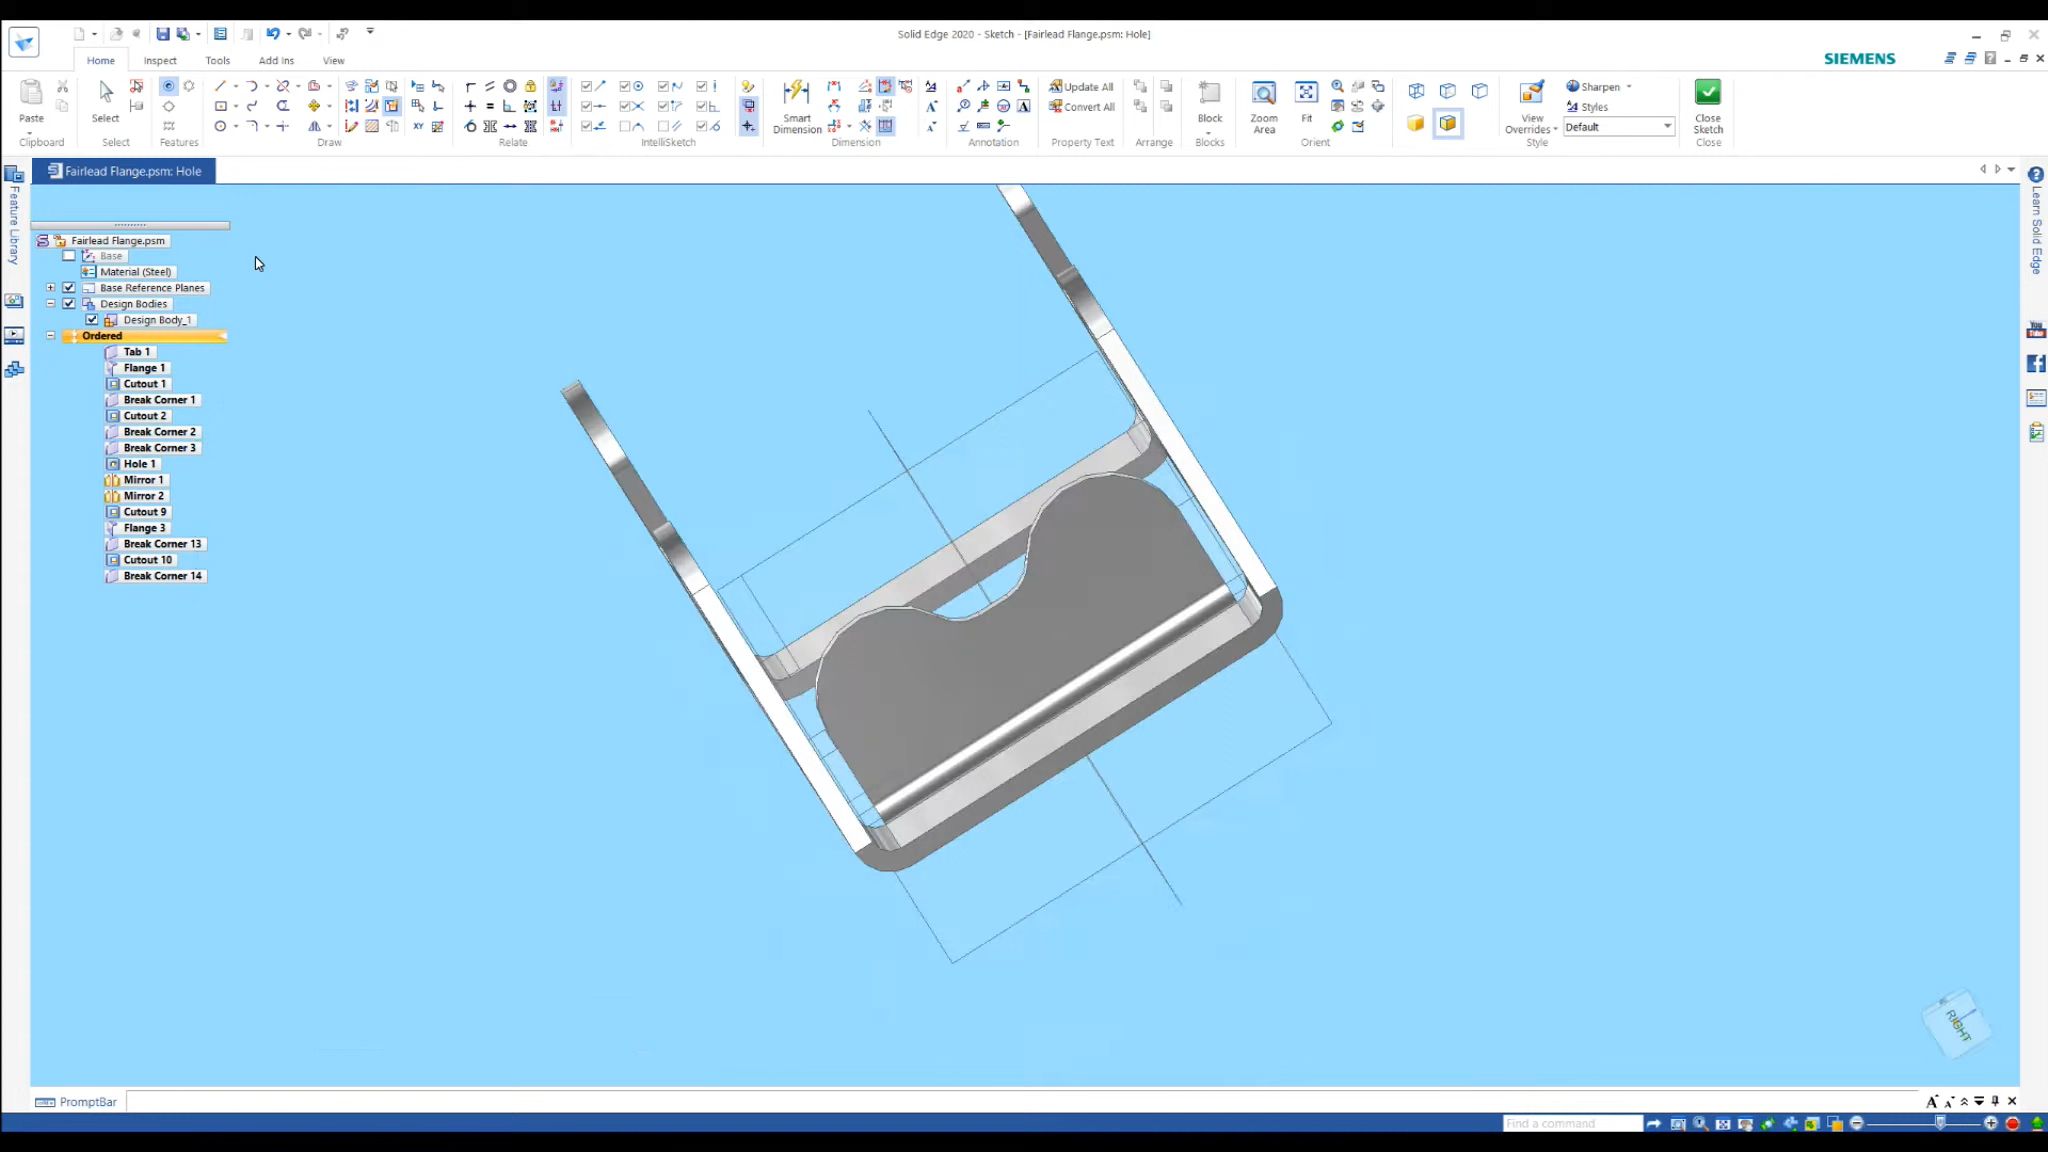 Solid Edge 2020 - Sketch - [Fairlead Flange.psm: Hole]
Home
Inspect
Tools
Add Ins
View
SIEMENS
Paste
Clipboard
Select
Select
Features
Draw
Relate
IntelliSketch
XY
Smart
Dimension
Dimension
Annotation
Update All
Convert All
Property Text
Arrange
Block
Blocks
Zoom
Area
Fit
Orient
View
Overrides
Sharpen
Styles
Default
Style
Close
Sketch
Close
Fairlead Flange.psm: Hole
Feature Library
Learn Solid Edge
Fairlead Flange.psm
Base
Material (Steel)
Base Reference Planes
Design Bodies
Design Body_1
Ordered
Tab 1
Flange 1
Cutout 1
Break Corner 1
Cutout 2
Break Corner 2
Break Corner 3
Hole 1
Mirror 1
Mirror 2
Cutout 9
Flange 3
Break Corner 13
Cutout 10
Break Corner 14
You
RIGHT
PromptBar
Find a command